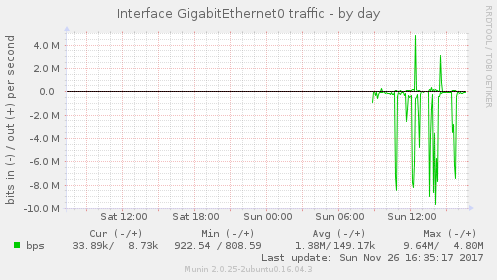 Interface GigabitEthernet0 traffic - by day
RRDTOOL / TOBI OETIKER
bits in (-) / out (+) per second
4.0 M
2.0 M
0.0
-2.0 M
-4.0 M
-6.0 M
-8.0 M
-10.0 M
Sat 12:00 Sat 18:00 Sun 00:00 Sun 06:00 Sun 12:00
Cur (-/+) Min (-/+) Avg (-/+) Max (-/+)
bps 33.89k/ 8.73k 922.54 / 808.59 1.38M/149.17k 9.64M/ 4.80M
Last update: Sun Nov 26 16:35:17 2017
Munin 2.0.25-2ubuntu0.16.04.3